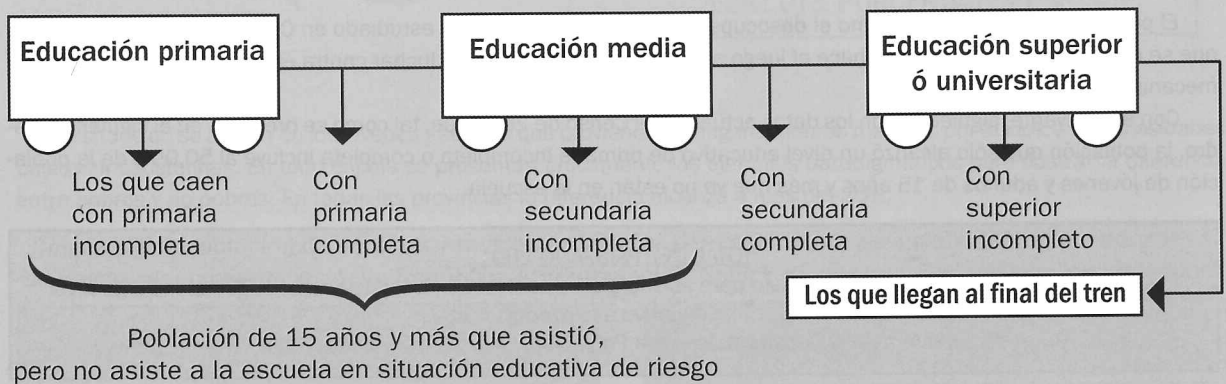 Educación primaria
Educación media
Educación superior
ó universitaria
Los que caen
con primaria
incompleta
Con
primaria
completa
Con
secundaria
incompleta
Con
secundaria
completa
Con
superior
incompleto
Los que llegan al final del tren
Población de 15 años y más que asistió,
pero no asiste a la escuela en situación educativa de riesgo